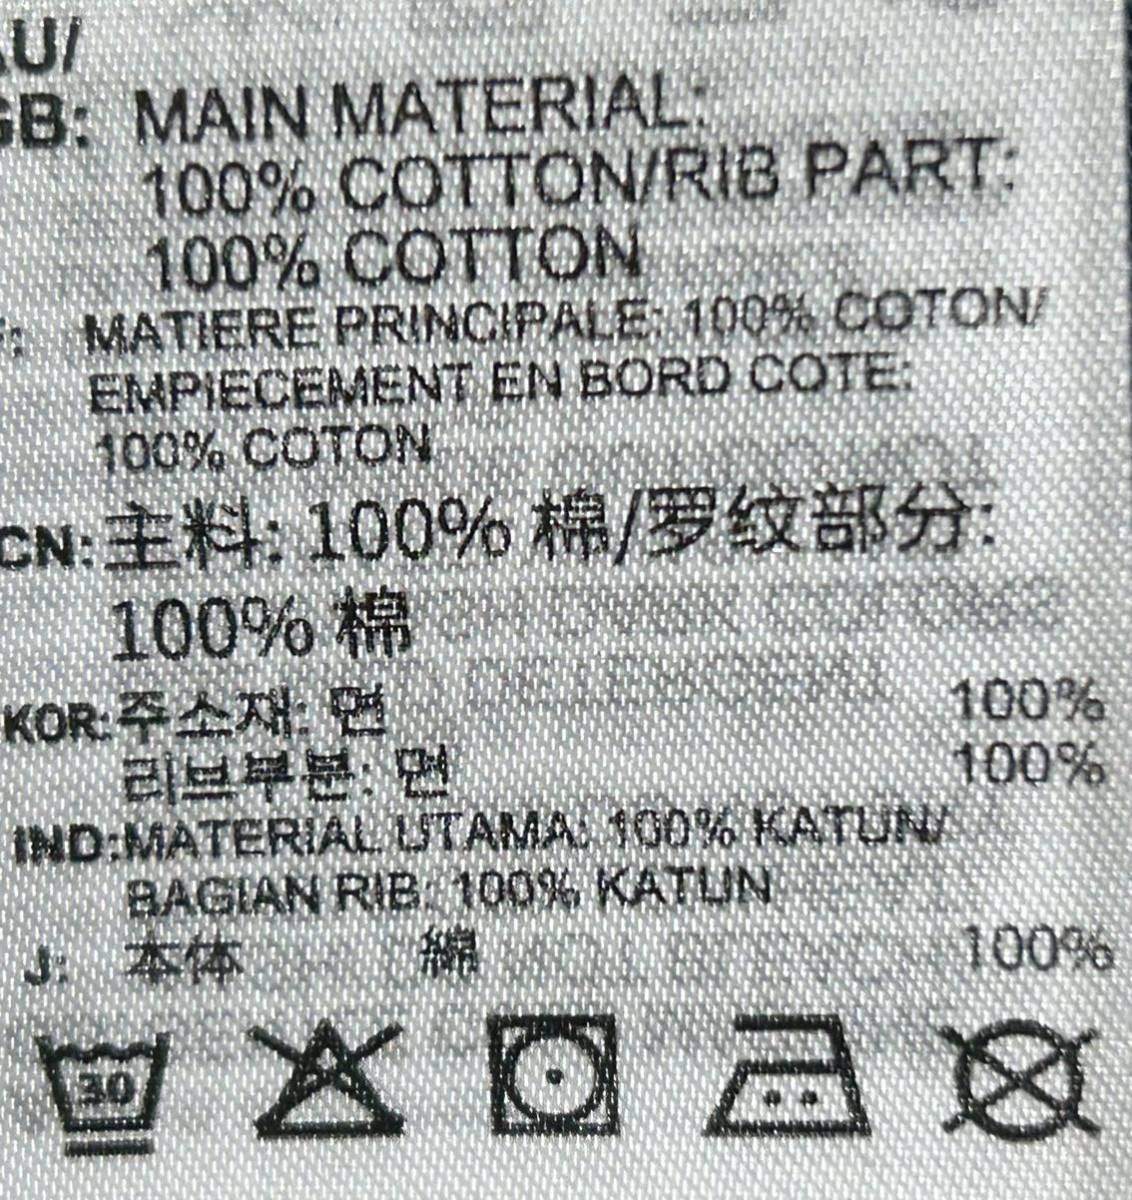 AU/
GB: MAIN MATERIAL:
100% COTTON/RIB PART:
100% COTTON
F: MATIERE PRINCIPALE: 100% COTON/
EMPIECEMENT EN BORD COTE:
100% COTON
CN: 主料: 100% 棉/罗纹部分:
100% 棉
KOR: 주소재: 면 100%
리브부분: 면 100%
IND: MATERIAL UTAMA: 100% KATUN/
BAGIAN RIB: 100% KATUN
J: 本体 綿 100%
30